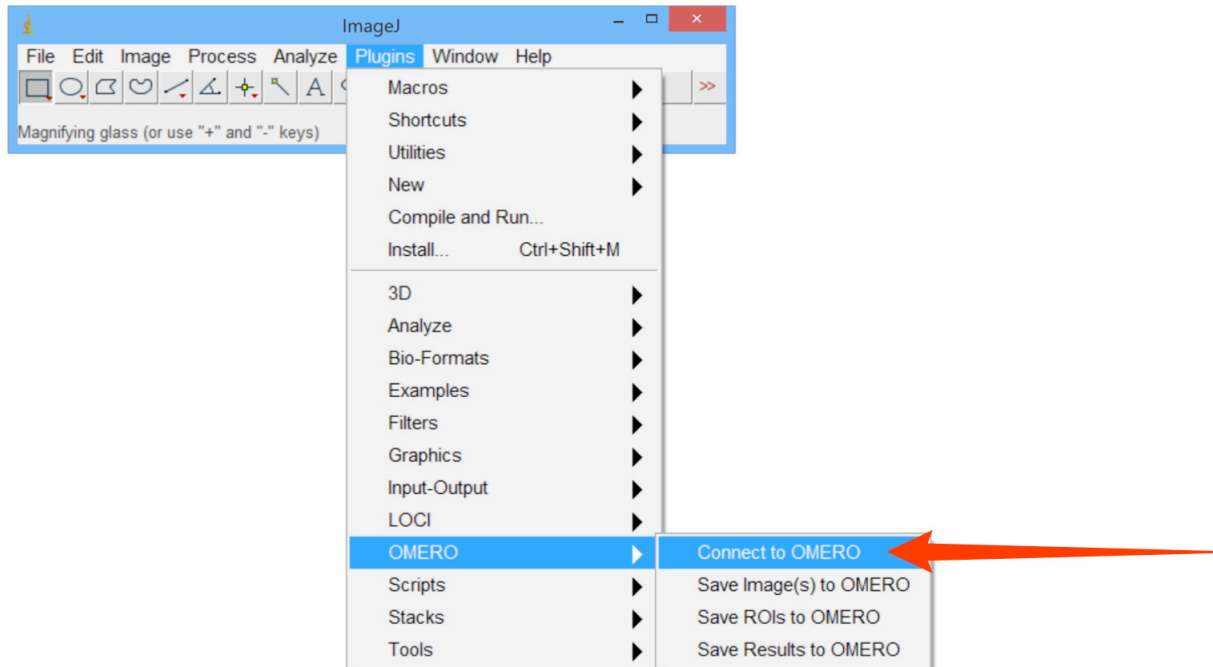 ImageJ
File Edit Image Process Analyze Plugins Window Help
A
>>
Magnifying glass (or use "+" and "-" keys)
Macros
Shortcuts
Utilities
New
Compile and Run...
Install... Ctrl+Shift+M
3D
Analyze
Bio-Formats
Examples
Filters
Graphics
Input-Output
LOCI
OMERO
Connect to OMERO
Scripts
Save Image(s) to OMERO
Stacks
Save ROIs to OMERO
Tools
Save Results to OMERO